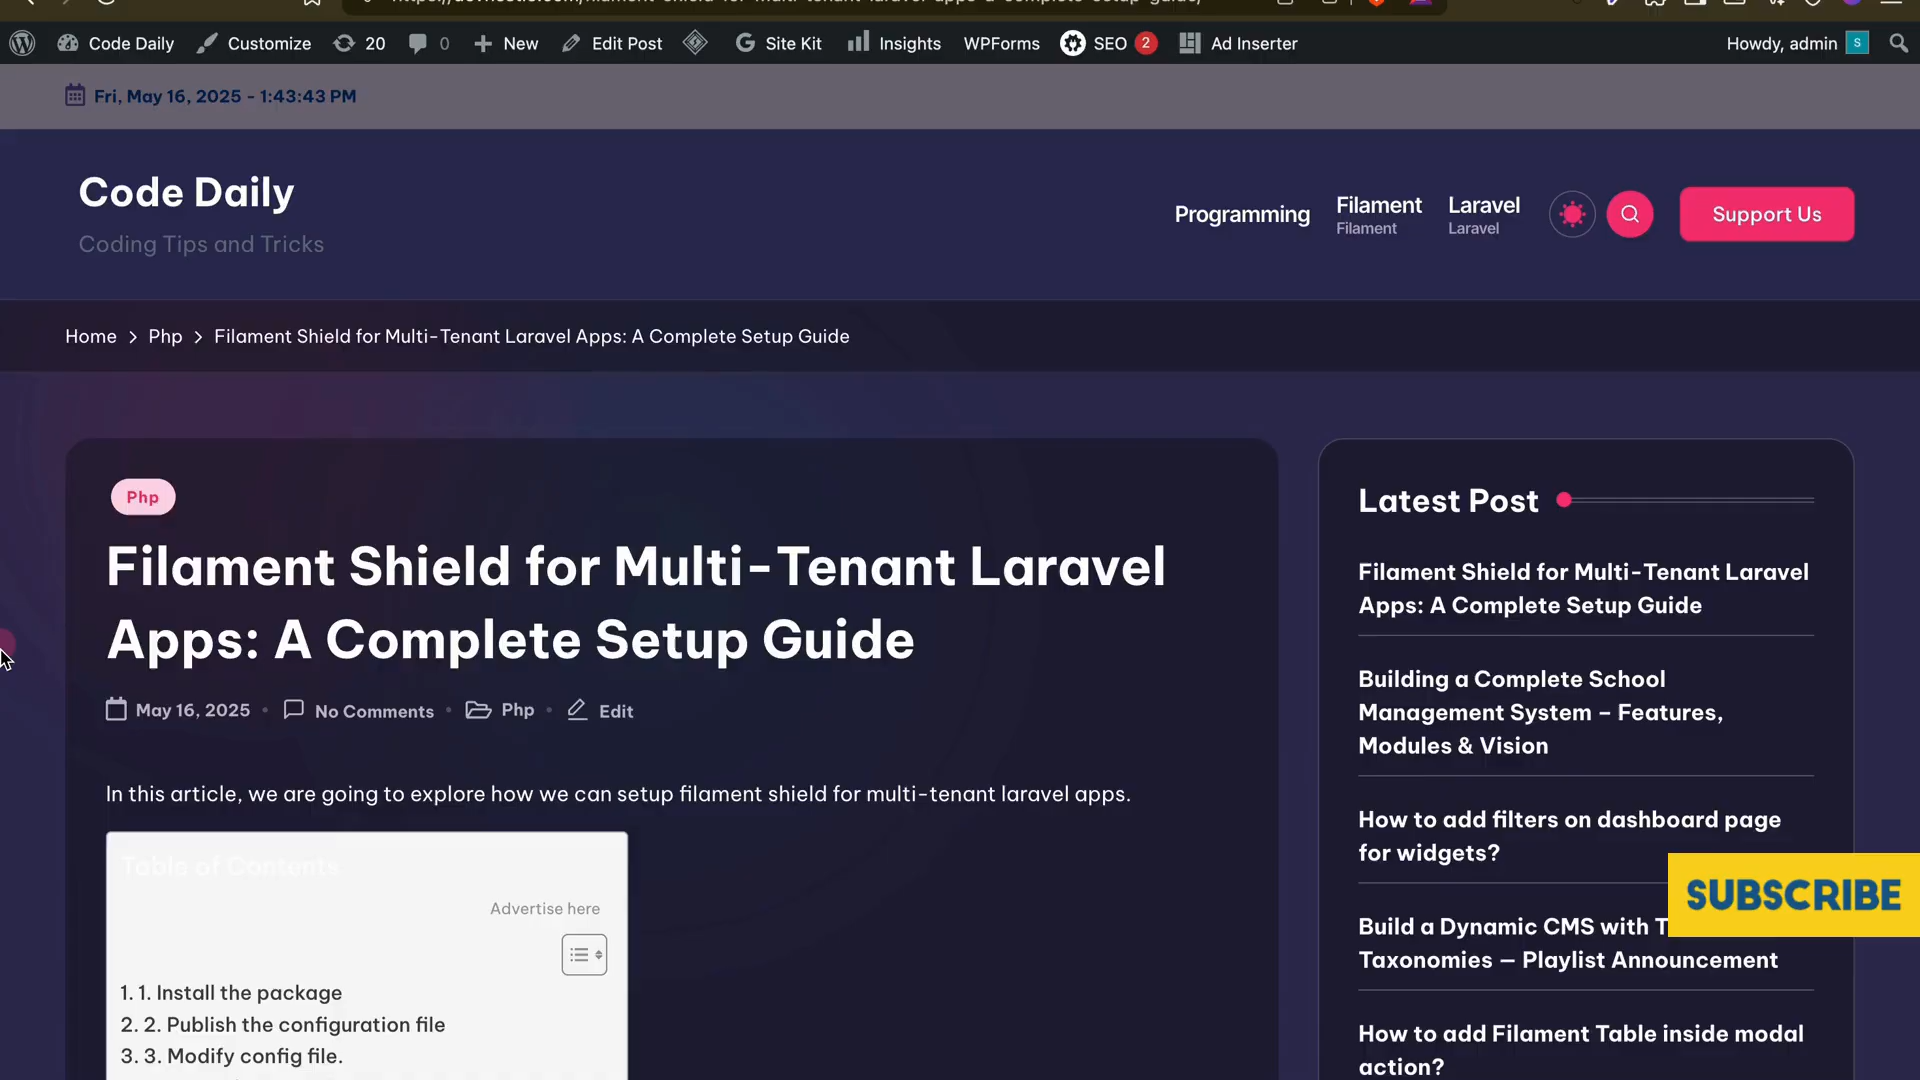 Code Daily
Customize
20
0
New
Edit Post
Site Kit
Insights
WPForms
SEO 2
Ad Inserter
Howdy, admin
S
Fri, May 16, 2025 - 1:43:43 PM
Code Daily
Coding Tips and Tricks
Programming
Filament
Filament
Laravel
Laravel
Support Us
Home > Php > Filament Shield for Multi-Tenant Laravel Apps: A Complete Setup Guide
Php
Filament Shield for Multi-Tenant Laravel
Apps: A Complete Setup Guide
May 16, 2025 • No Comments • Php • Edit
In this article, we are going to explore how we can setup filament shield for multi-tenant laravel apps.
Table of Contents
Advertise here
1. 1. Install the package
2. 2. Publish the configuration file
3. 3. Modify config file.
Latest Post
Filament Shield for Multi-Tenant Laravel
Apps: A Complete Setup Guide
Building a Complete School
Management System – Features,
Modules & Vision
How to add filters on dashboard page
for widgets?
Build a Dynamic CMS with
Taxonomies — Playlist Announcement
How to add Filament Table inside modal
action?
SUBSCRIBE